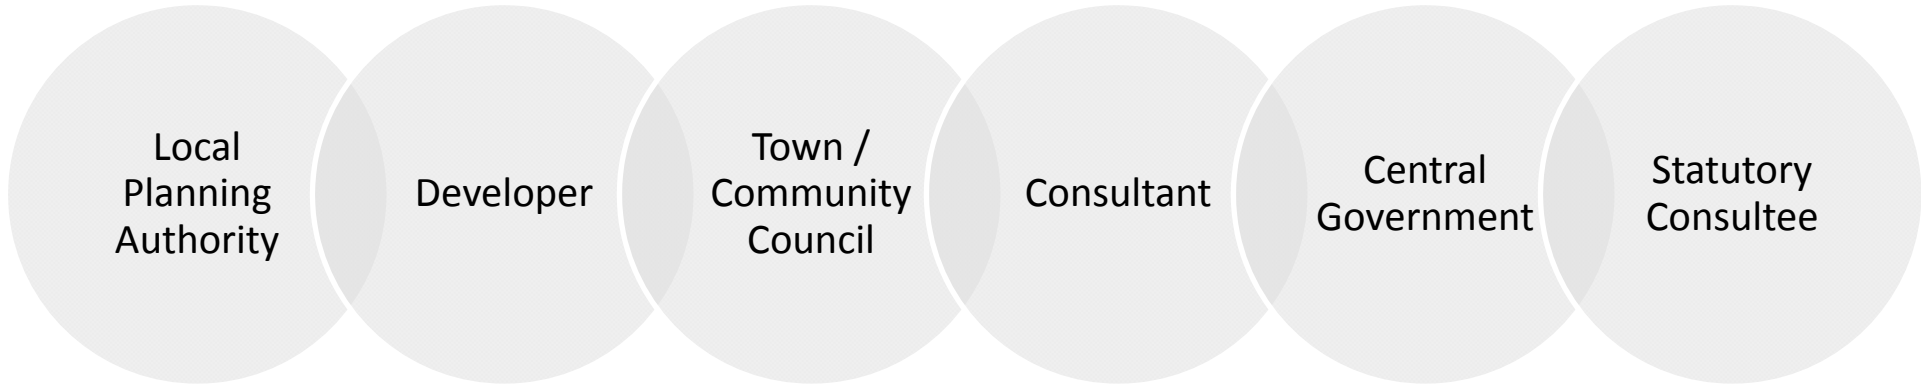 Local
Planning
Authority
Developer
Town /
Community
Council
Consultant
Central
Government
Statutory
Consultee